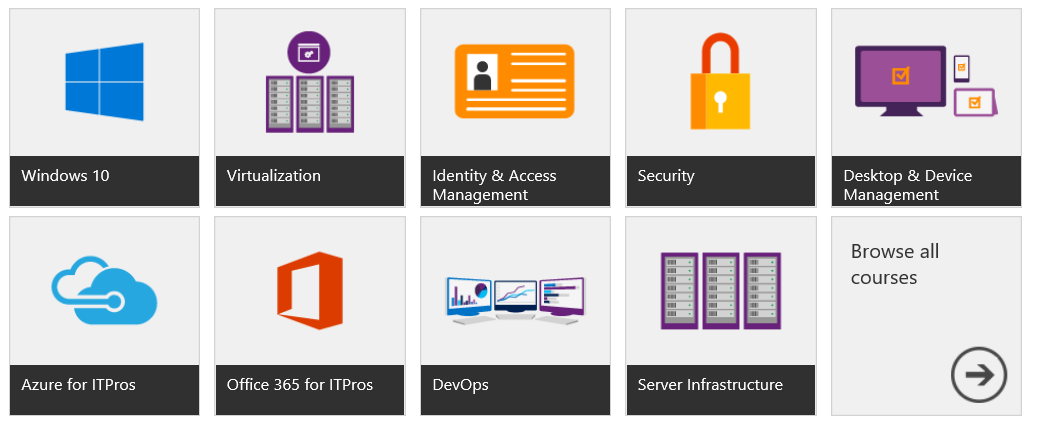 Windows 10
Virtualization
Identity & Access
Management
Security
Desktop & Device
Management
Azure for ITPros
Office 365 for ITPros
DevOps
Server Infrastructure
Browse all
courses